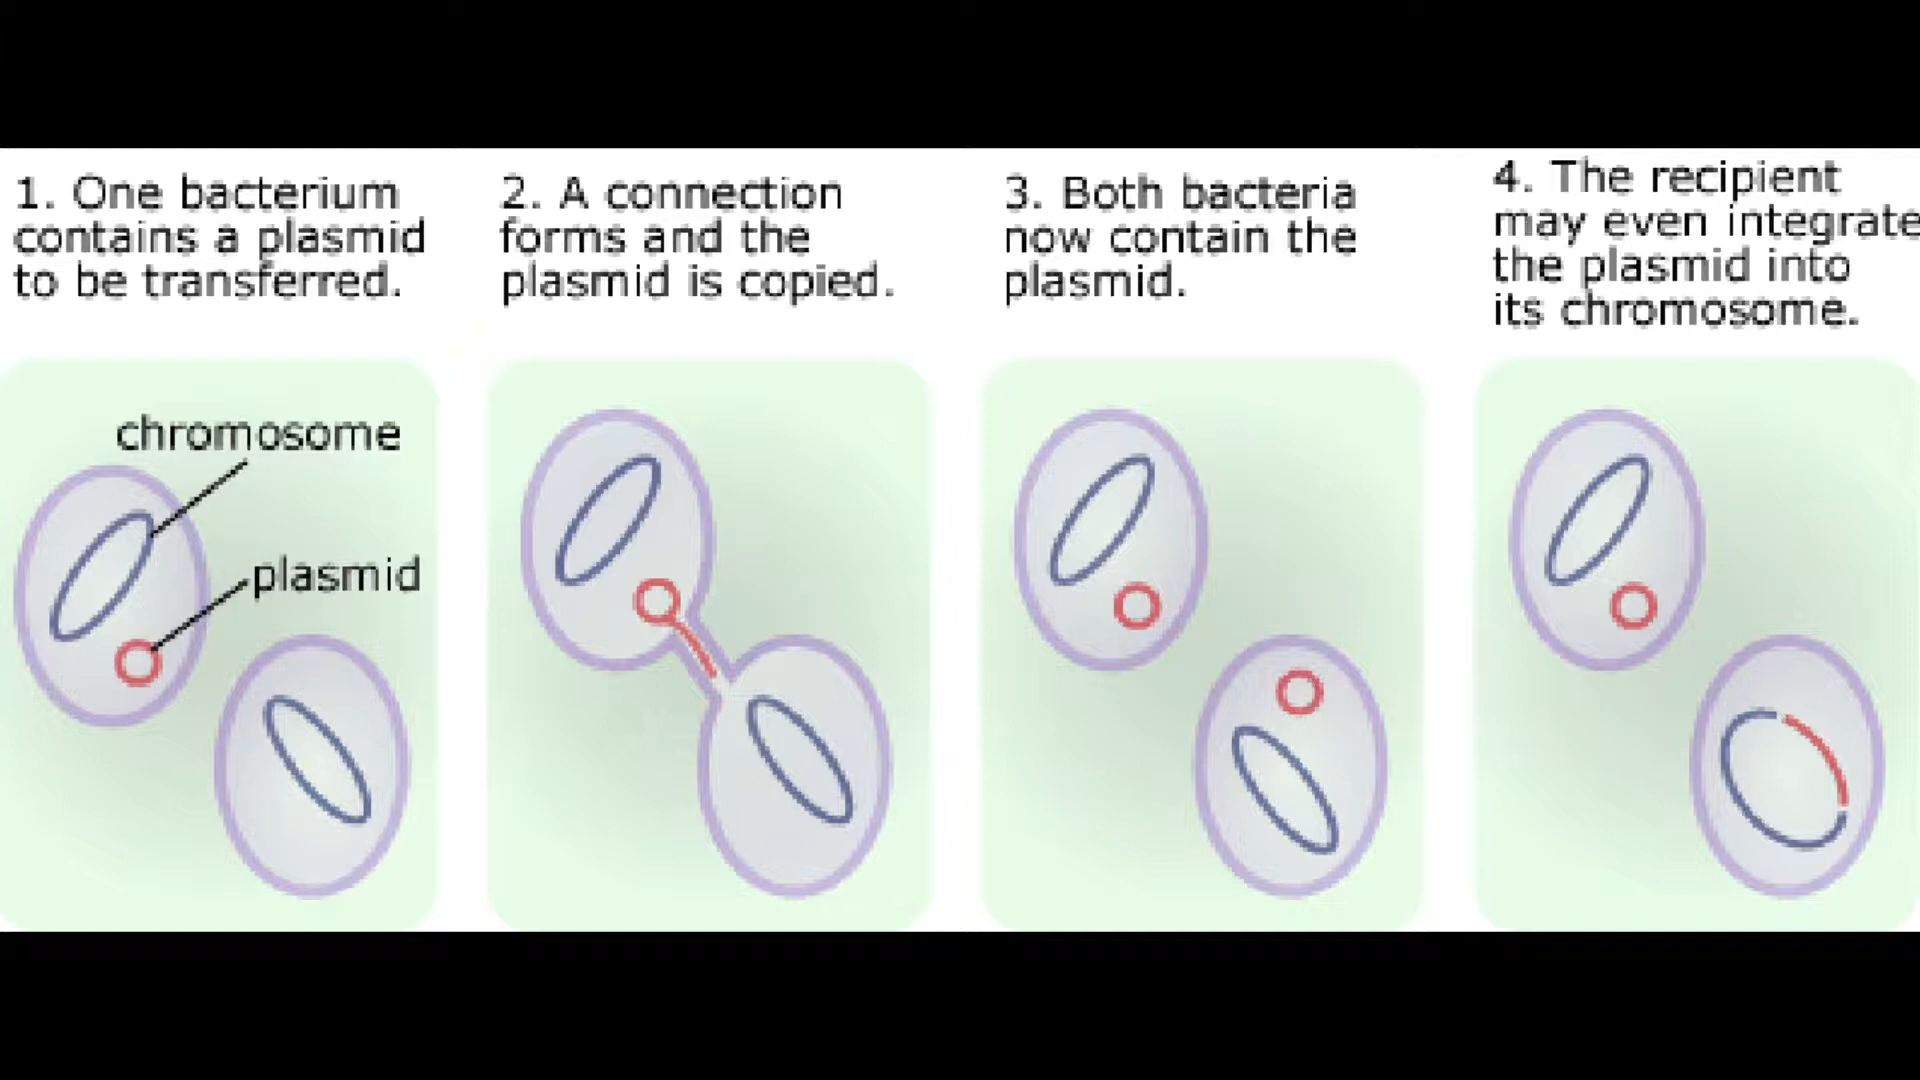 1. One bacterium
contains a plasmid
to be transferred.
2. A connection
forms and the
plasmid is copied.
3. Both bacteria
now contain the
plasmid.
4. The recipient
may even integrate
the plasmid into
its chromosome.
chromosome
plasmid